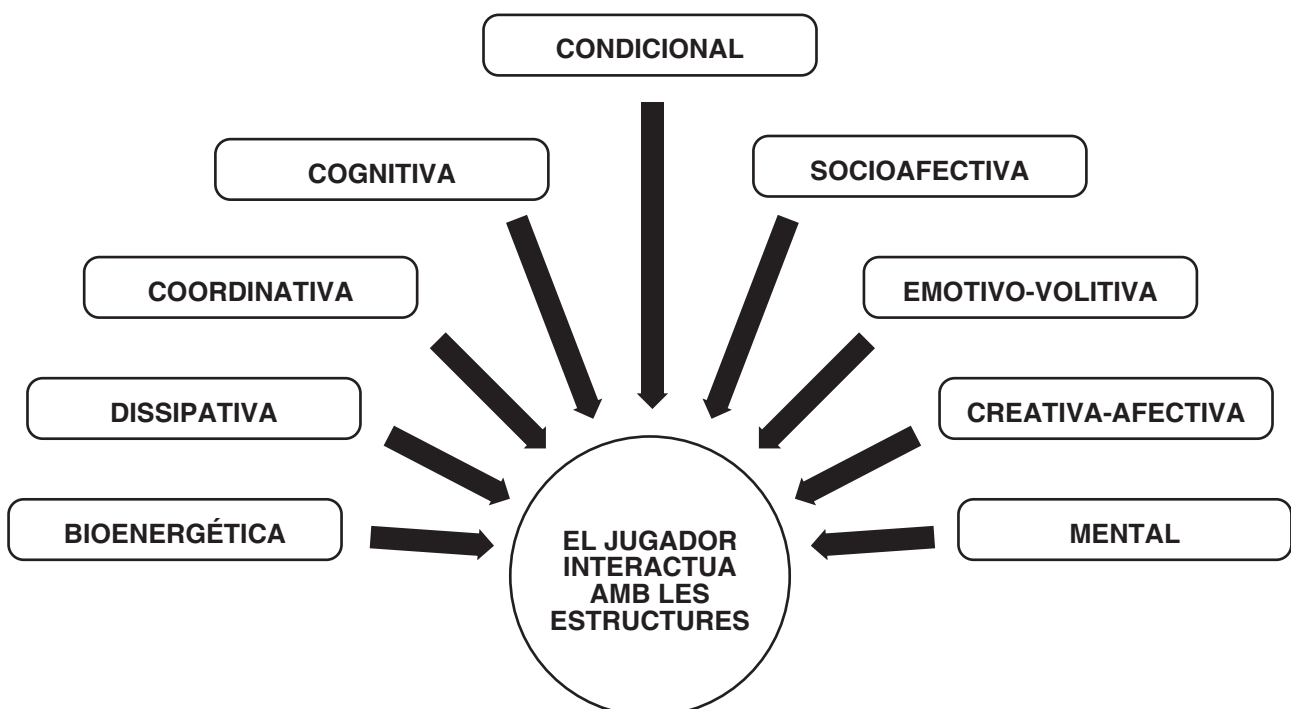 CONDICIONAL
COGNITIVA
SOCIOAFECTIVA
COORDINATIVA
EMOTIVO-VOLITIVA
DISSIPATIVA
CREATIVA-AFECTIVA
BIOENERGÉTICA
MENTAL
EL JUGADOR
INTERACTUA
AMB LES
ESTRUCTURES